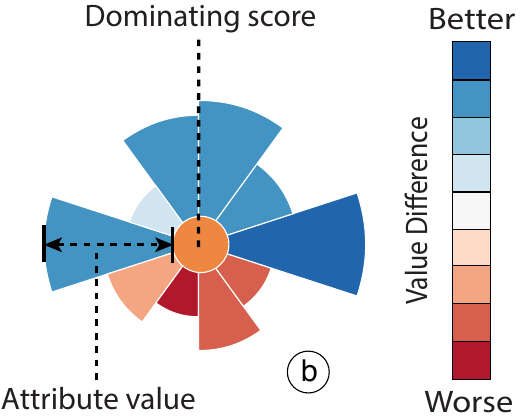 Dominating score
Better
Value Difference
b
Attribute value
Worse